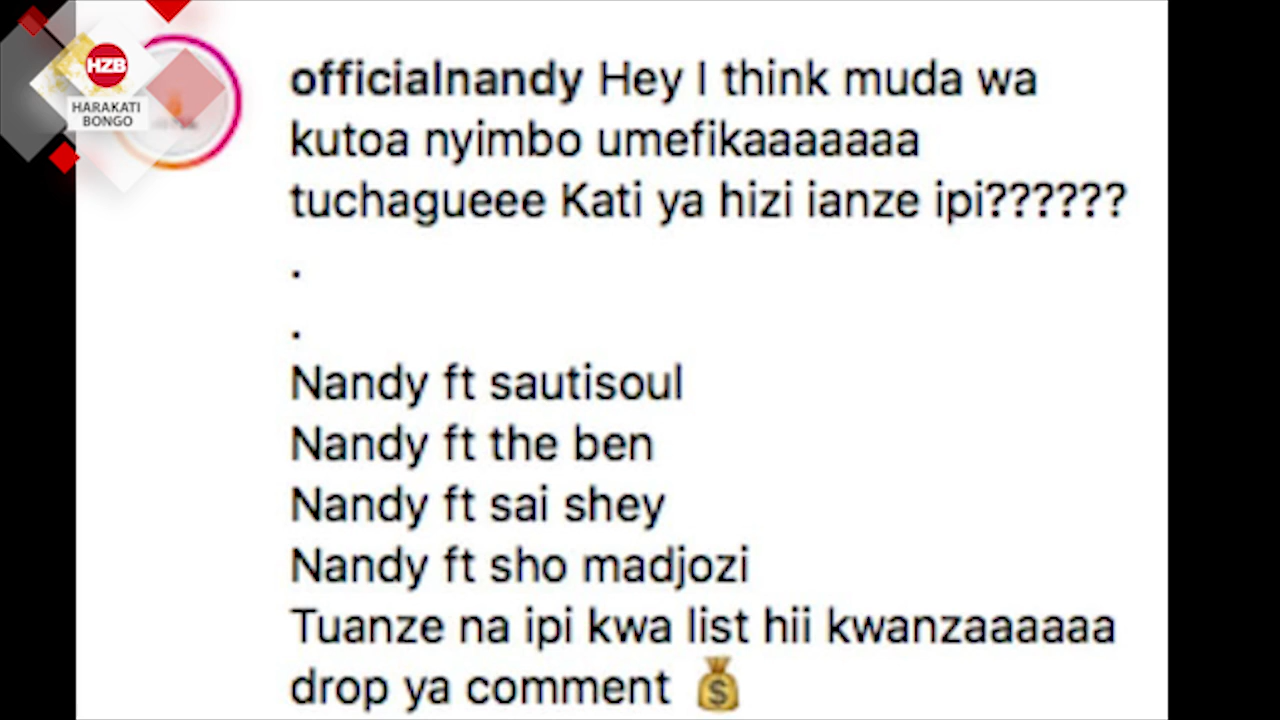 HZB
HARAKATI
BONGO
officialnandy Hey I think muda wa
kutoa nyimbo umefikaaaaaaa
tuchagueee Kati ya hizi ianze ipi??????
.
.
Nandy ft sautisoul
Nandy ft the ben
Nandy ft sai shey
Nandy ft sho madjozi
Tuanze na ipi kwa list hii kwanzaaaaaa
drop ya comment 💰